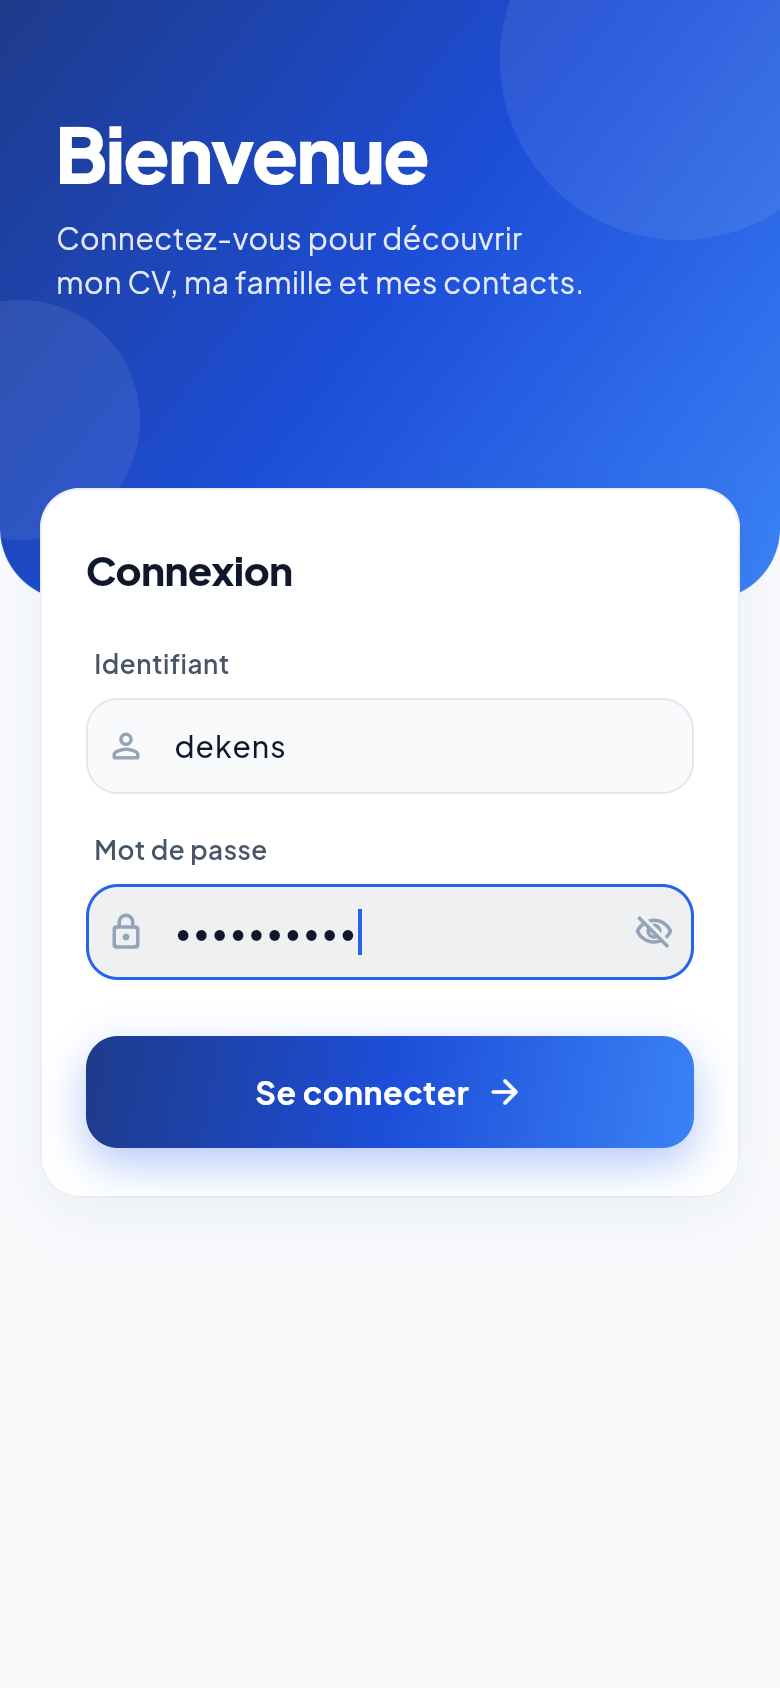 Bienvenue
Connectez-vous pour découvrir
mon CV, ma famille et mes contacts.
Connexion
Identifiant
dekens
Mot de passe
••••••••••
Se connecter →